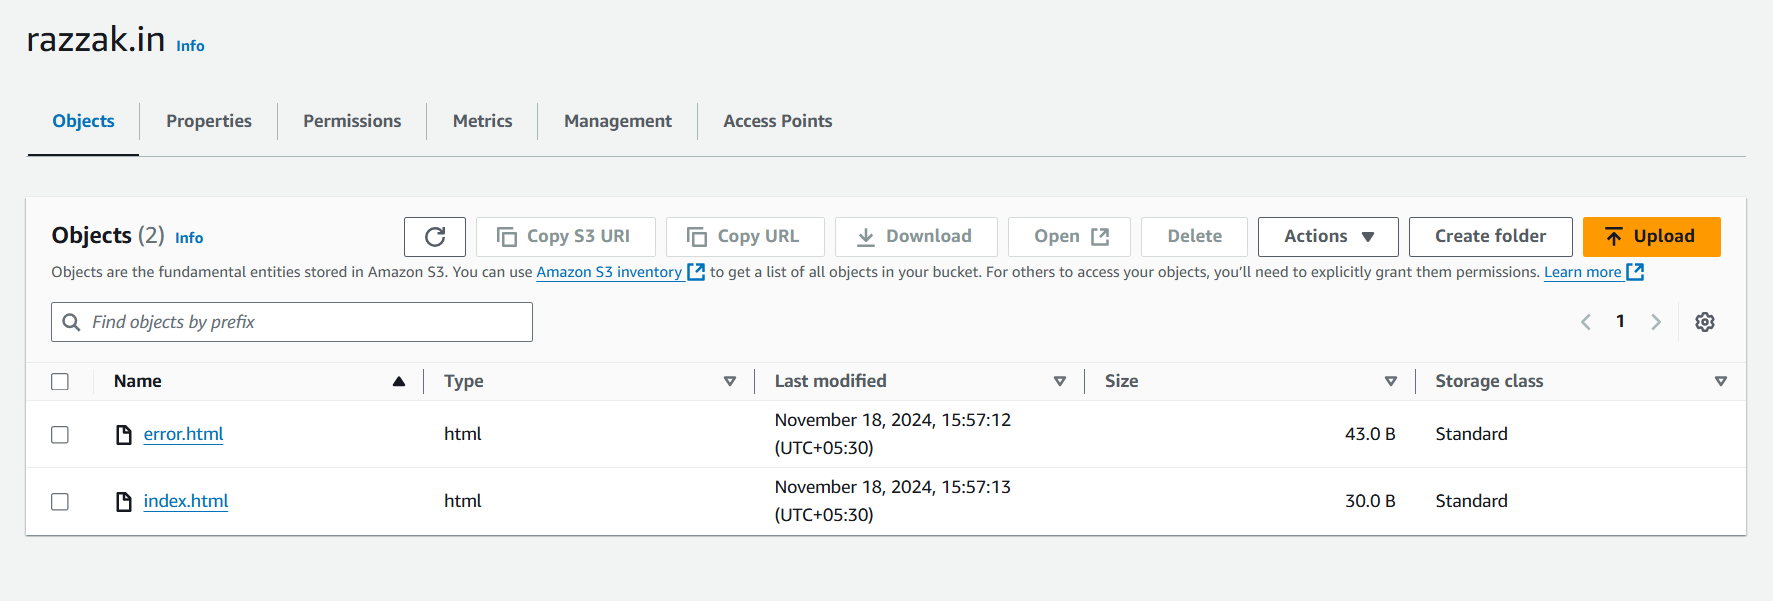 razzak.in Info
Objects Properties Permissions Metrics Management Access Points
Objects (2) Info Copy S3 URI Copy URL Download Open Delete Actions Create folder Upload
Objects are the fundamental entities stored in Amazon S3. You can use Amazon S3 inventory to get a list of all objects in your bucket. For others to access your objects, you'll need to explicitly grant them permissions. Learn more
Find objects by prefix 1
Name Type Last modified Size Storage class
error.html html November 18, 2024, 15:57:12 (UTC+05:30) 43.0 B Standard
index.html html November 18, 2024, 15:57:13 (UTC+05:30) 30.0 B Standard